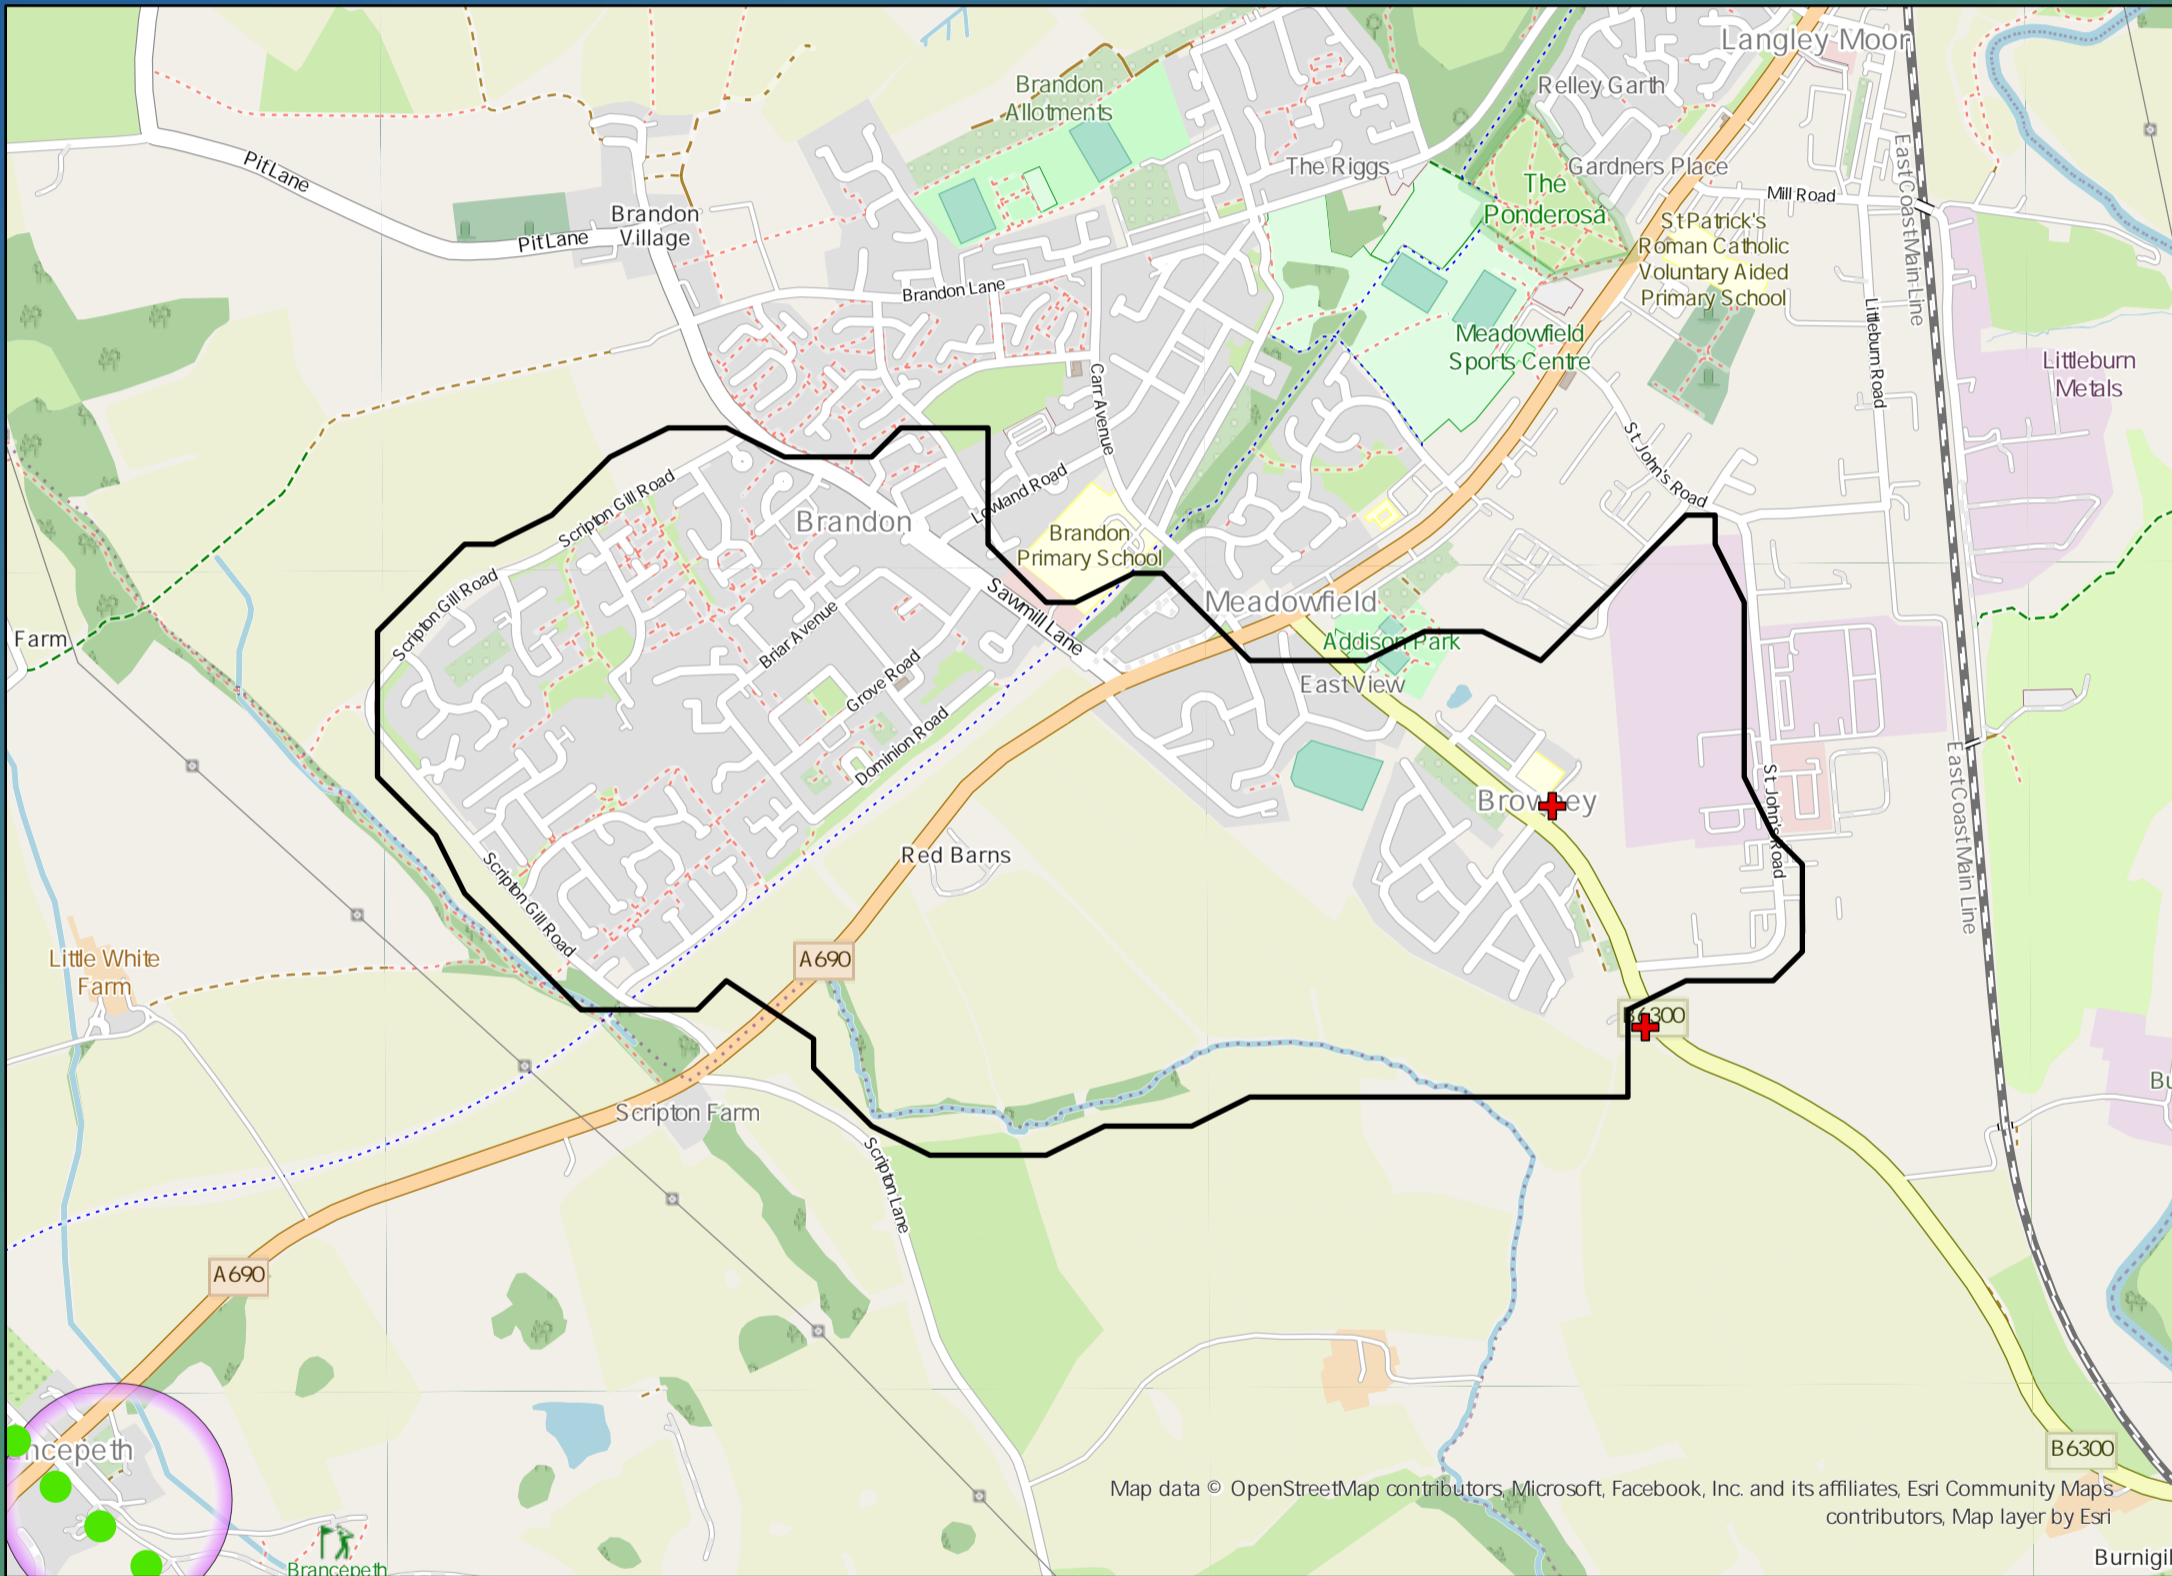 Langley Moor
Relley Garth
Brandon
Allotments
East Coast Main Line
Pit Lane
The Riggs
Gardners Place
The
Ponderosa
Mill Road
Brandon
Village
Pit Lane
St Patrick's
Roman Catholic
Voluntary Aided
Primary School
Brandon Lane
Littleburn Road
Meadowfield
Sports Centre
Littleburn
Metals
Carr Avenue
St John's Road
Scripton Gill Road
Lowland Road
Brandon
Brandon
Primary School
Scripton Gill Road
Sawmill Lane
Meadowfield
Farm
Briar Avenue
Addison Park
Grove Road
East View
Dominion Road
East Coast Main Line
St John's Road
Browney
Red Barns
Scripton Gill Road
A690
Little White
Farm
B6300
Scripton Farm
Scripton Lane
A690
ncepeth
B6300
Map data © OpenStreetMap contributors, Microsoft, Facebook, Inc. and its affiliates, Esri Community Maps
contributors, Map layer by Esri
Brancepeth
Burnigil